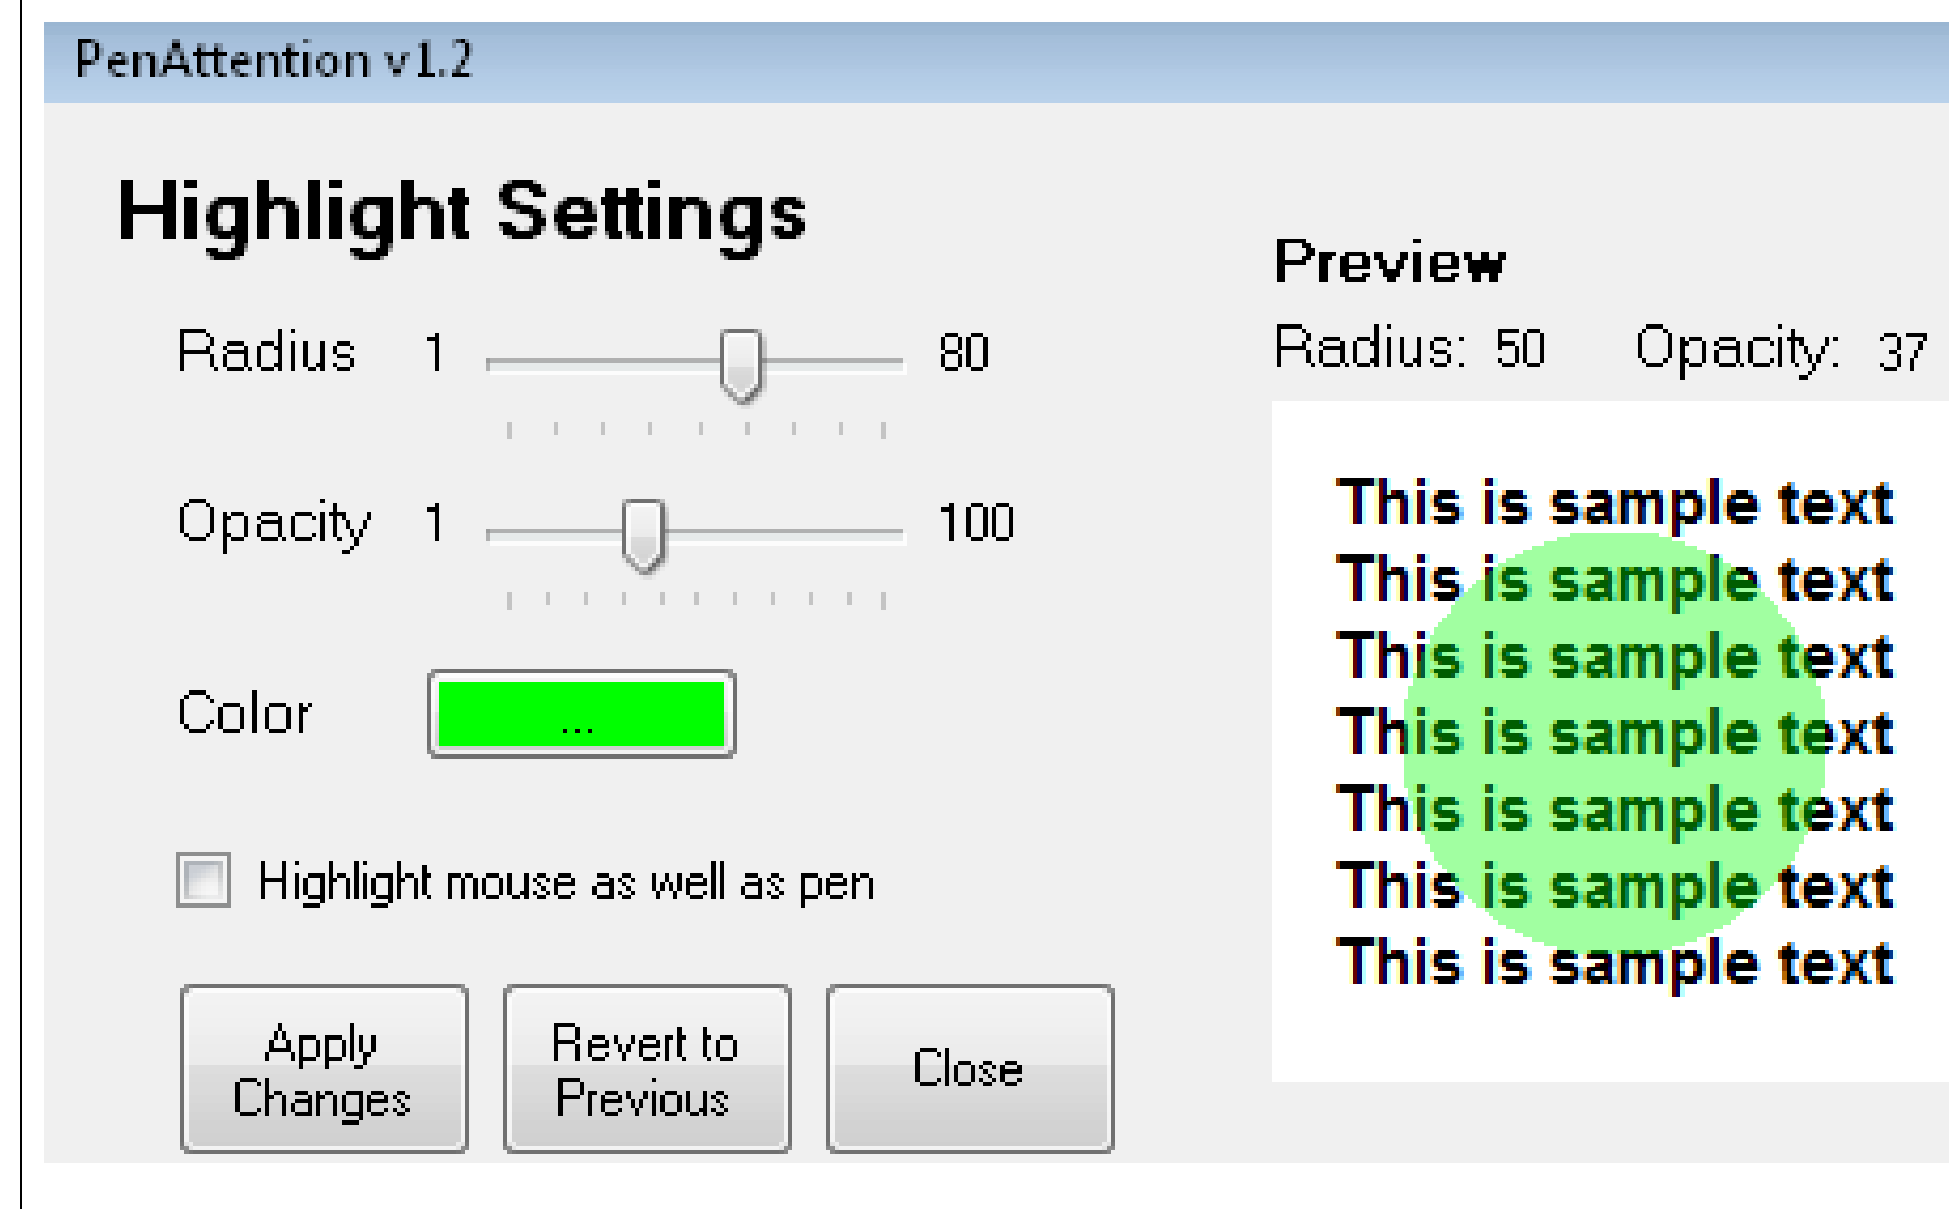 PenAttention v1.2
Highlight Settings
Radius 1 80
Opacity 1 100
Color ...
Highlight mouse as well as pen
Apply Changes
Revert to Previous
Close
Preview
Radius: 50 Opacity: 37
This is sample text
This is sample text
This is sample text
This is sample text
This is sample text
This is sample text
This is sample text